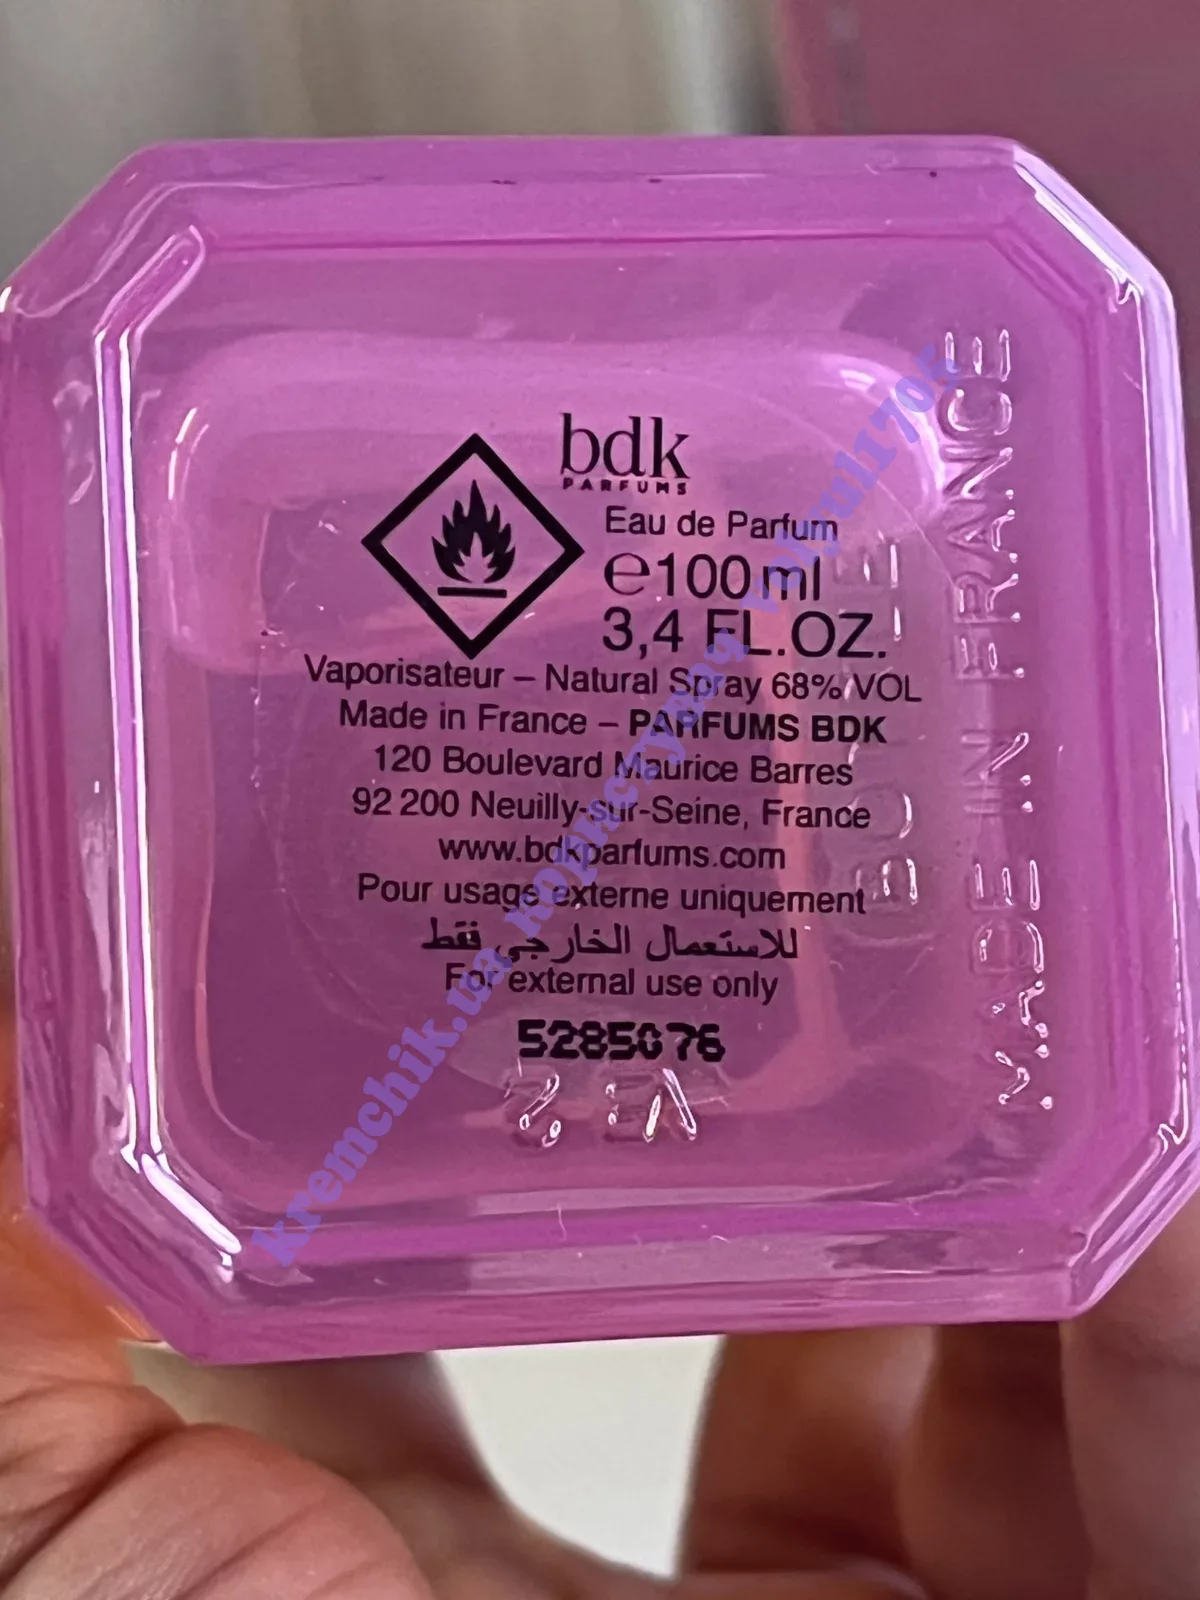 bdk
PARFUMS
Eau de Parfum
℮100 ml
3,4 FL.OZ.
Vaporisateur – Natural Spray 68% VOL
Made in France – PARFUMS BDK
120 Boulevard Maurice Barres
92 200 Neuilly-sur-Seine, France
www.bdkparfums.com
Pour usage externe uniquement
للاستعمال الخارجي فقط
For external use only
5285076
MADE IN FRANCE
kremchik.ua